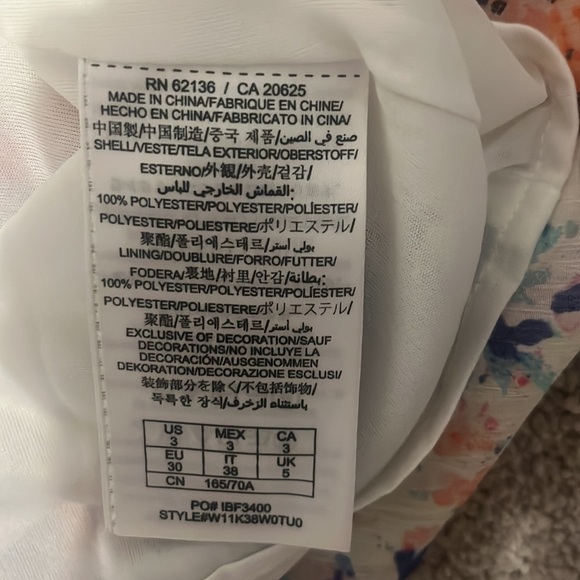 RN 62136 / CA 20625
MADE IN CHINA/FABRIQUE EN CHINE/
HECHO EN CHINA/FABBRICATO IN CINA/
中国製/中国制造/중국 제품/صنع في الصين/
SHELL/VESTE/TELA EXTERIOR/OBERSTOFF/
ESTERNO/外観/外壳/겉감/
القماش الخارجي للباس:
100% POLYESTER/POLYESTER/POLÍESTER/
POLYESTER/POLIESTERE/ポリエステル/
聚酯/폴리에스테르/بولي أستر/
LINING/DOUBLURE/FORRO/FUTTER/
FODERA/裏地/衬里/안감/بطانة:
100% POLYESTER/POLYESTER/POLÍESTER/
POLYESTER/POLIESTERE/ポリエステル/
聚酯/폴리에스테르/بولي أستر/
EXCLUSIVE OF DECORATION/SAUF
DECORATIONS/NO INCLUYE LA
DECORACIÓN/AUSGENOMMEN
DEKORATION/DECORAZIONE ESCLUSI/
装飾部分を除く/不包括饰物/
독특한 장식/باستثناء الزخرف/
US MEX CA
3 3 3
EU IT UK
30 38 5
CN 165/70A
PO# IBF3400
STYLE#W11K38W0TU0